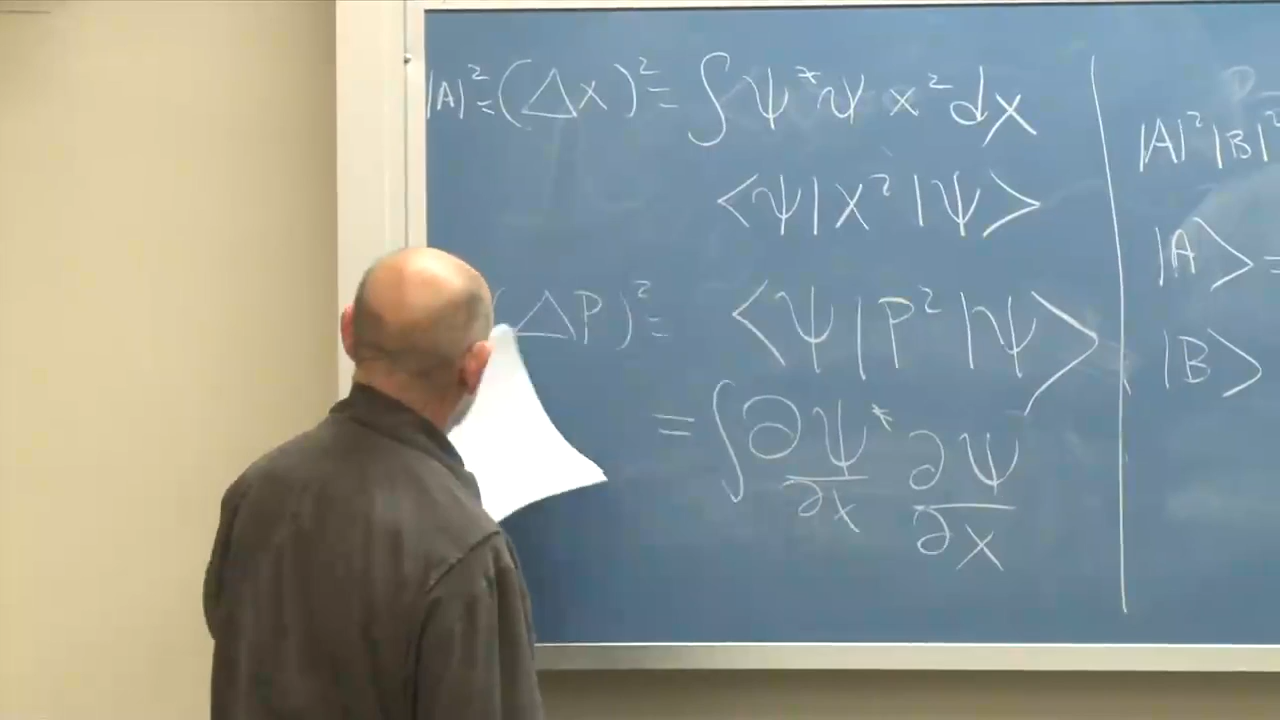 |A|² = (Δx)² = ∫ψ*ψ x² dx
<ψ|x²|ψ>
(ΔP)² = <ψ|P²|ψ>
= ∫ ∂ψ*/∂x ∂ψ/∂x
|A|²|B|²
|A> =
|B>